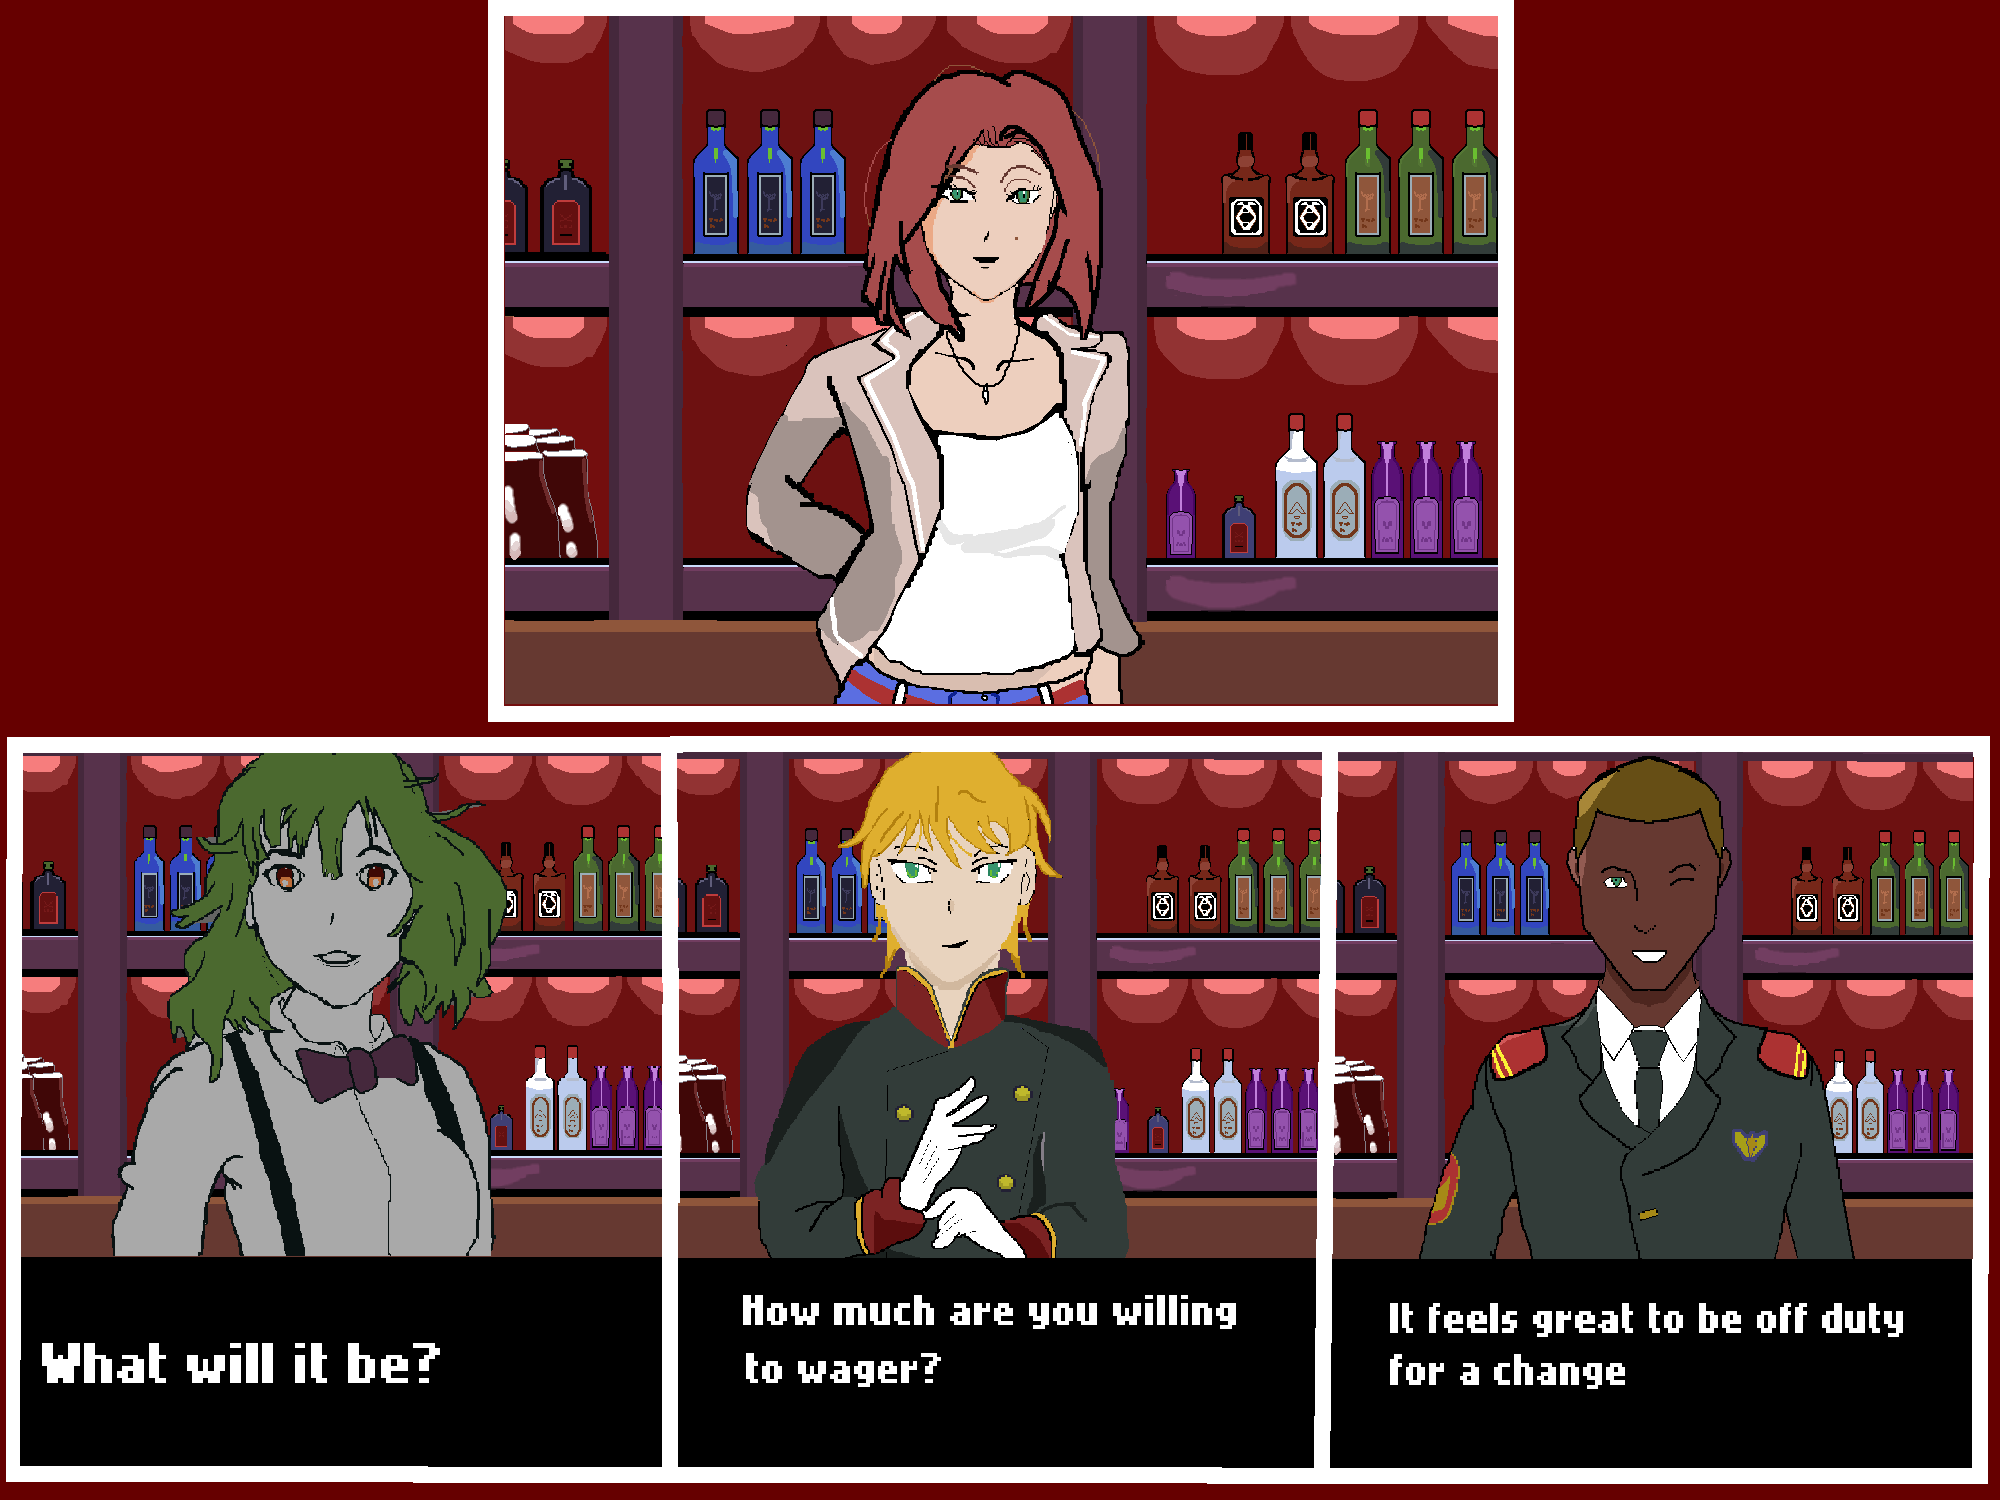 What will it be?
How much are you willing
to wager?
It feels great to be off duty
for a change